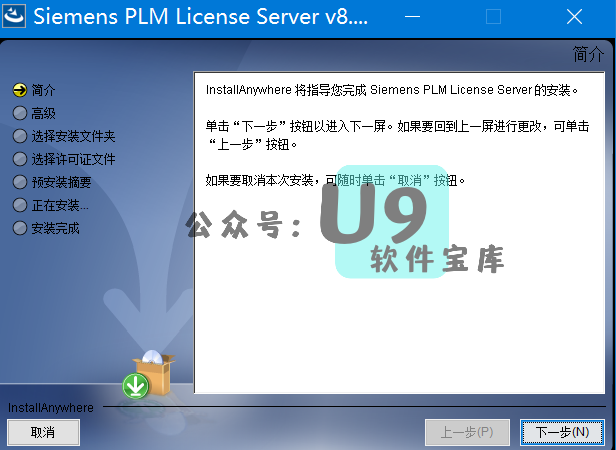 Siemens PLM License Server v8....
简介
简介
高级
选择安装文件夹
选择许可证文件
预安装摘要
正在安装...
安装完成
InstallAnywhere 将指导您完成 Siemens PLM License Server 的安装。
单击“下一步”按钮以进入下一屏。如果要回到上一屏进行更改，可单击
“上一步”按钮。
如果要取消本次安装，可随时单击“取消”按钮。
公众号：U9
软件宝库
InstallAnywhere
取消
上一步(P)
下一步(N)